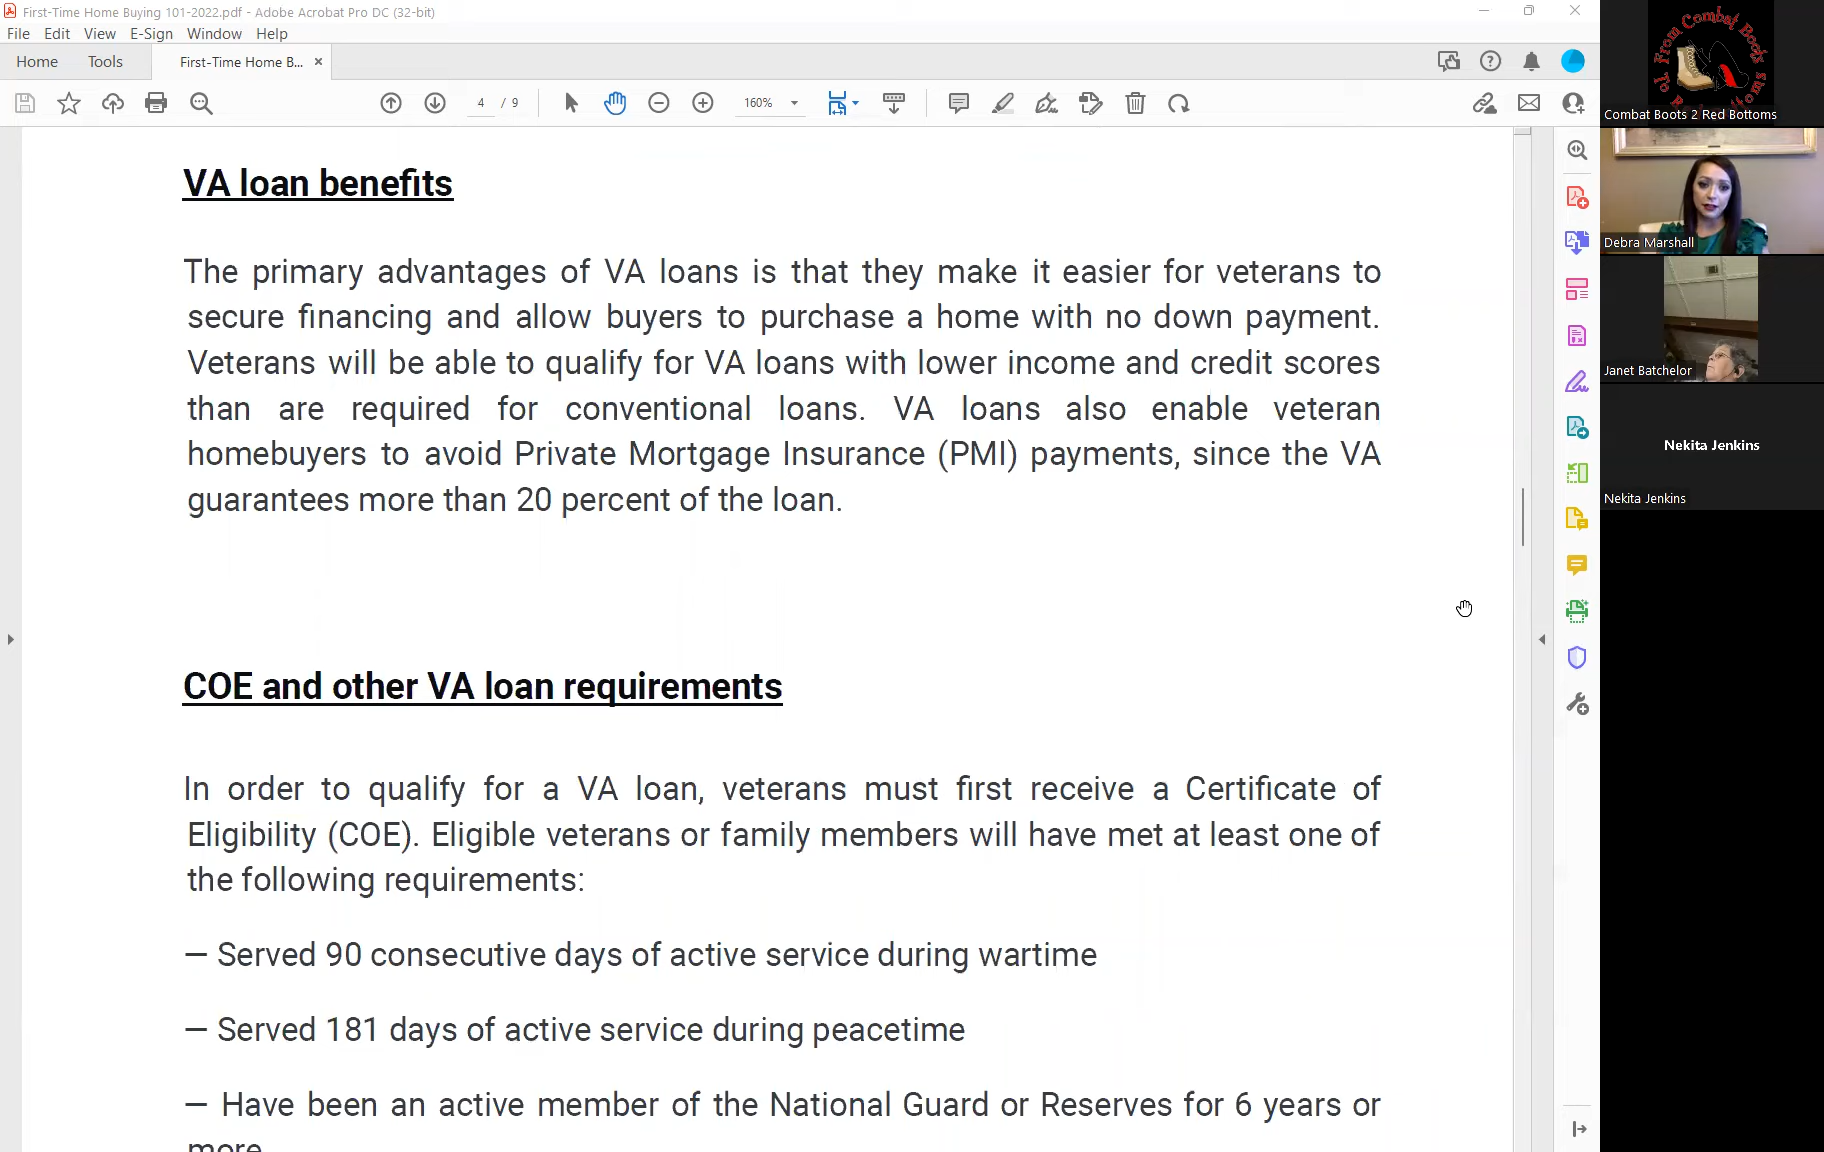 First-Time Home Buying 101-2022.pdf - Adobe Acrobat Pro DC (32-bit)
File Edit View E-Sign Window Help
Home Tools First-Time Home B... ×
4 / 9 160%
VA loan benefits
The primary advantages of VA loans is that they make it easier for veterans to
secure financing and allow buyers to purchase a home with no down payment.
Veterans will be able to qualify for VA loans with lower income and credit scores
than are required for conventional loans. VA loans also enable veteran
homebuyers to avoid Private Mortgage Insurance (PMI) payments, since the VA
guarantees more than 20 percent of the loan.
COE and other VA loan requirements
In order to qualify for a VA loan, veterans must first receive a Certificate of
Eligibility (COE). Eligible veterans or family members will have met at least one of
the following requirements:
— Served 90 consecutive days of active service during wartime
— Served 181 days of active service during peacetime
— Have been an active member of the National Guard or Reserves for 6 years or
more
From Combat Boots to
Combat Boots 2 Red Bottoms
Debra Marshall
Janet Batchelor
Nekita Jenkins
Nekita Jenkins